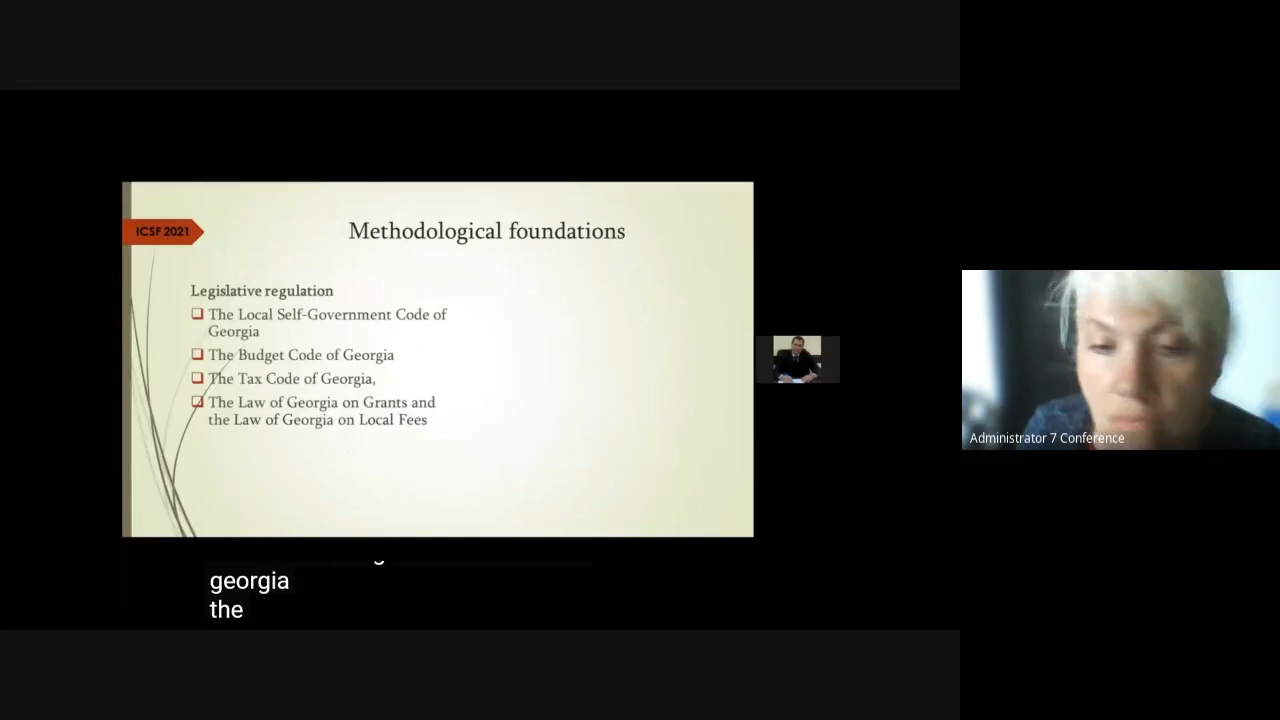 ICSF 2021
Methodological foundations
Legislative regulation
The Local Self-Government Code of
Georgia
The Budget Code of Georgia
The Tax Code of Georgia,
The Law of Georgia on Grants and
the Law of Georgia on Local Fees
Administrator 7 Conference
georgia
the